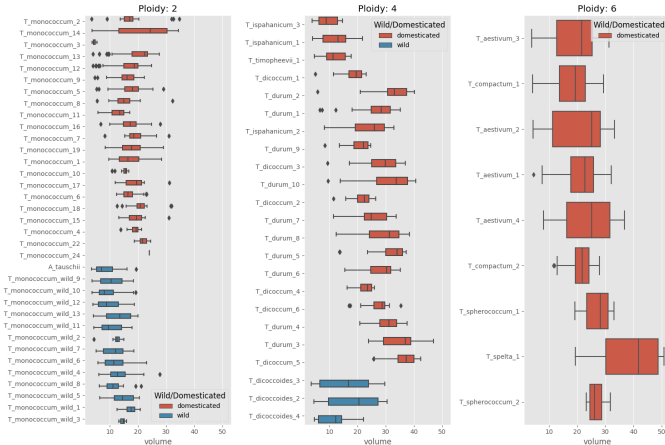 Ploidy: 2
T_monococcum_2
T_monococcum_14
T_monococcum_3
T_monococcum_13
T_monococcum_12
T_monococcum_9
T_monococcum_5
T_monococcum_8
T_monococcum_11
T_monococcum_16
T_monococcum_7
T_monococcum_19
T_monococcum_1
T_monococcum_10
T_monococcum_17
T_monococcum_6
T_monococcum_18
T_monococcum_15
T_monococcum_4
T_monococcum_22
T_monococcum_24
A_tauschii
T_monococcum_wild_9
T_monococcum_wild_10
T_monococcum_wild_12
T_monococcum_wild_13
T_monococcum_wild_11
T_monococcum_wild_2
T_monococcum_wild_7
T_monococcum_wild_6
T_monococcum_wild_4
T_monococcum_wild_8
T_monococcum_wild_5
T_monococcum_wild_1
T_monococcum_wild_3
Wild/Domesticated
domesticated
wild
10 20 30 40 50
volume
Ploidy: 4
Wild/Domesticated
domesticated
wild
T_ispahanicum_3
T_ispahanicum_1
T_timopheevii_1
T_dicoccum_1
T_durum_2
T_durum_1
T_ispahanicum_2
T_durum_9
T_dicoccum_3
T_durum_10
T_dicoccum_2
T_durum_7
T_durum_8
T_durum_5
T_durum_6
T_dicoccum_4
T_dicoccum_6
T_durum_4
T_durum_3
T_dicoccum_5
T_dicoccoides_3
T_dicoccoides_2
T_dicoccoides_4
10 20 30 40 50
volume
Ploidy: 6
Wild/Domesticated
domesticated
T_aestivum_3
T_compactum_1
T_aestivum_2
T_aestivum_1
T_aestivum_4
T_compactum_2
T_spherococcum_1
T_spelta_1
T_spherococcum_2
10 20 30 40 50
volume